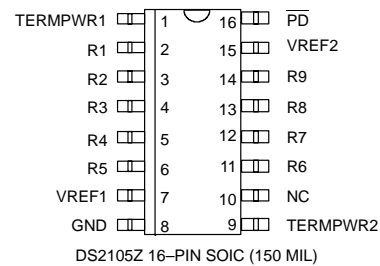 TERMPWR1 1 16 P̅D̅
R1 2 15 VREF2
R2 3 14 R9
R3 4 13 R8
R4 5 12 R7
R5 6 11 R6
VREF1 7 10 NC
GND 8 9 TERMPWR2
DS2105Z 16–PIN SOIC (150 MIL)